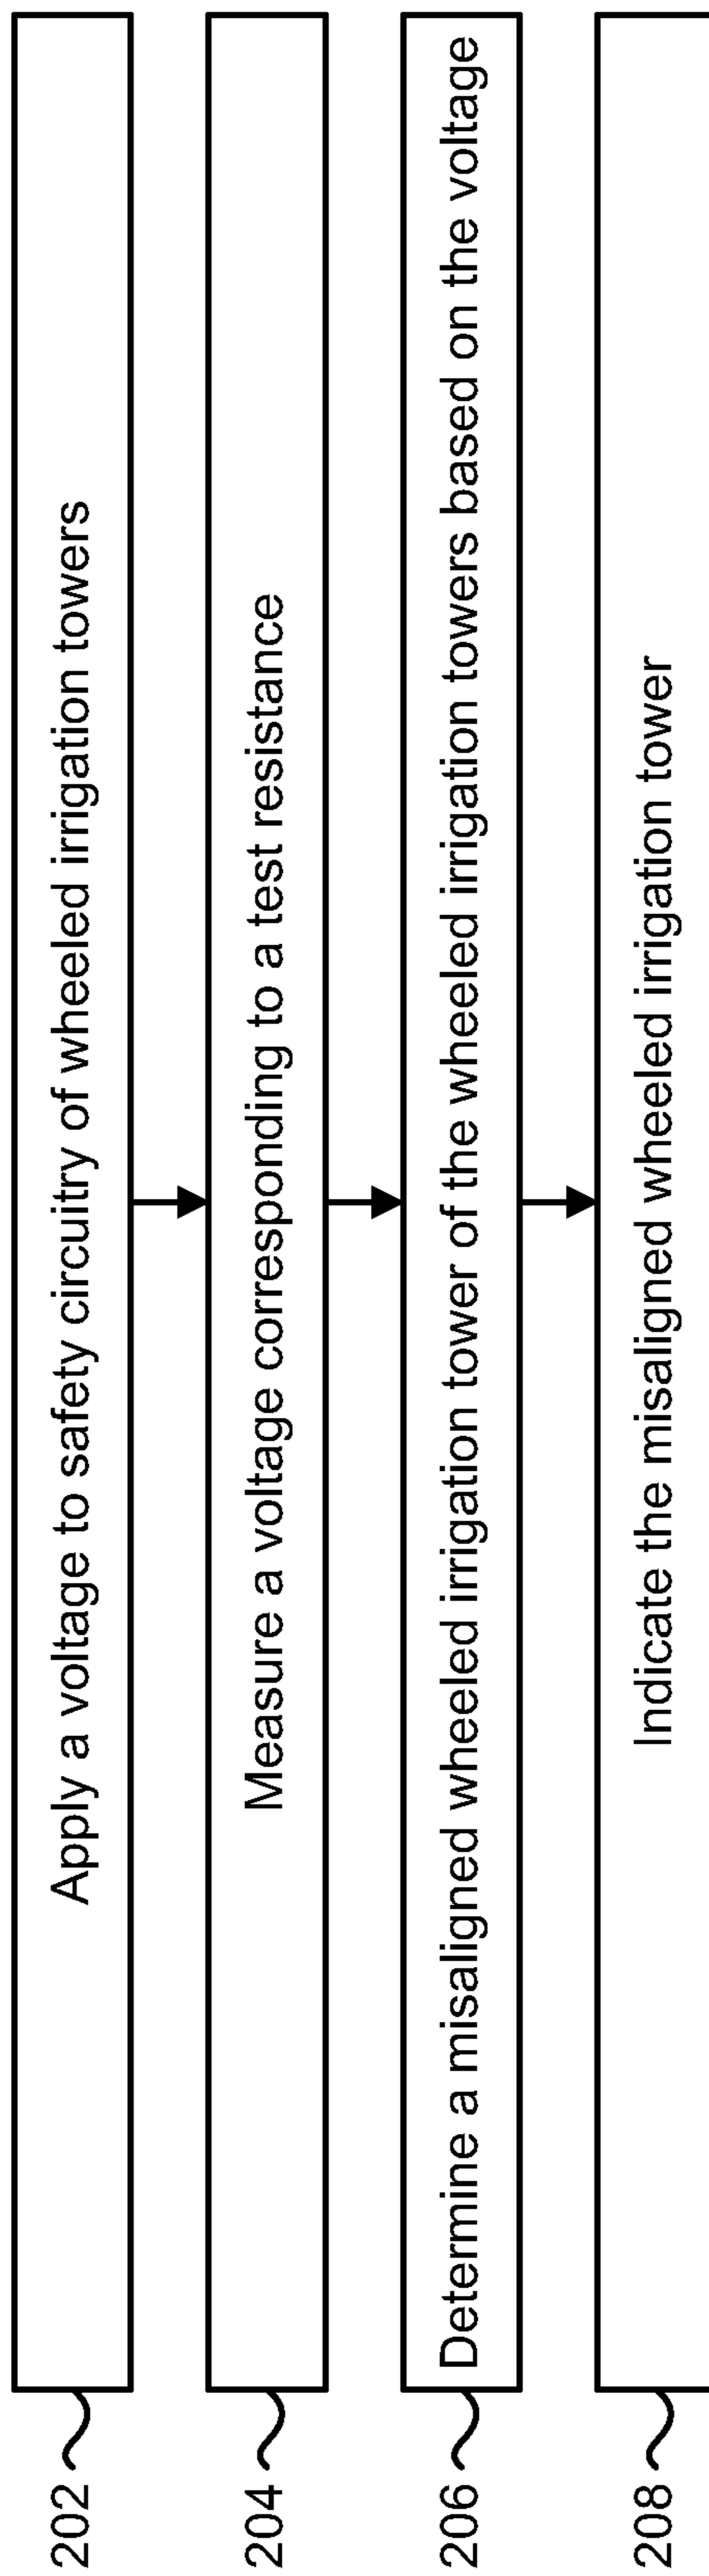 202
Apply a voltage to safety circuitry of wheeled irrigation towers
204
Measure a voltage corresponding to a test resistance
206
Determine a misaligned wheeled irrigation tower of the wheeled irrigation towers based on the voltage
208
Indicate the misaligned wheeled irrigation tower